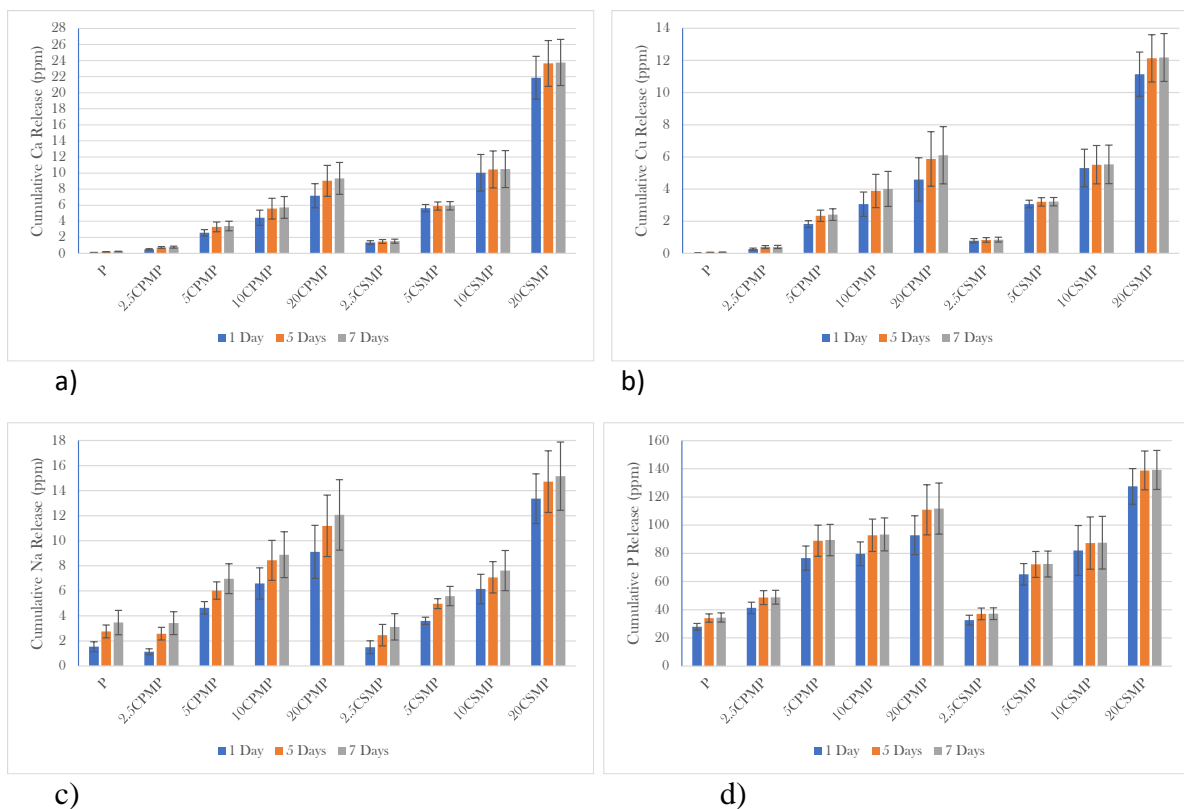 Cumulative Ca Release (ppm)
28
26
24
22
20
18
16
14
12
10
8
6
4
2
0
P
2.5CPMP
5CPMP
10CPMP
20CPMP
2.5CSMP
5CSMP
10CSMP
20CSMP
1 Day 5 Days 7 Days
a)
Cumulative Cu Release (ppm)
14
12
10
8
6
4
2
0
P
2.5CPMP
5CPMP
10CPMP
20CPMP
2.5CSMP
5CSMP
10CSMP
20CSMP
1 Day 5 Days 7 Days
b)
Cumulative Na Release (ppm)
18
16
14
12
10
8
6
4
2
0
P
2.5CPMP
5CPMP
10CPMP
20CPMP
2.5CSMP
5CSMP
10CSMP
20CSMP
1 Day 5 Days 7 Days
c)
Cumulative P Release (ppm)
160
140
120
100
80
60
40
20
0
P
2.5CPMP
5CPMP
10CPMP
20CPMP
2.5CSMP
5CSMP
10CSMP
20CSMP
1 Day 5 Days 7 Days
d)